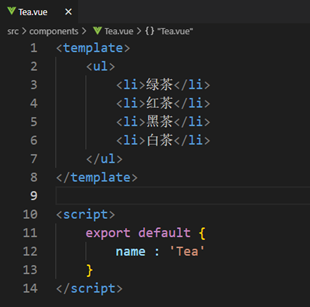 Tea.vue ×
src > components > Tea.vue > {} "Tea.vue"
1 <template>
2 <ul>
3 <li>绿茶</li>
4 <li>红茶</li>
5 <li>黑茶</li>
6 <li>白茶</li>
7 </ul>
8 </template>
9
10 <script>
11 export default {
12 name : 'Tea'
13 }
14 </script>